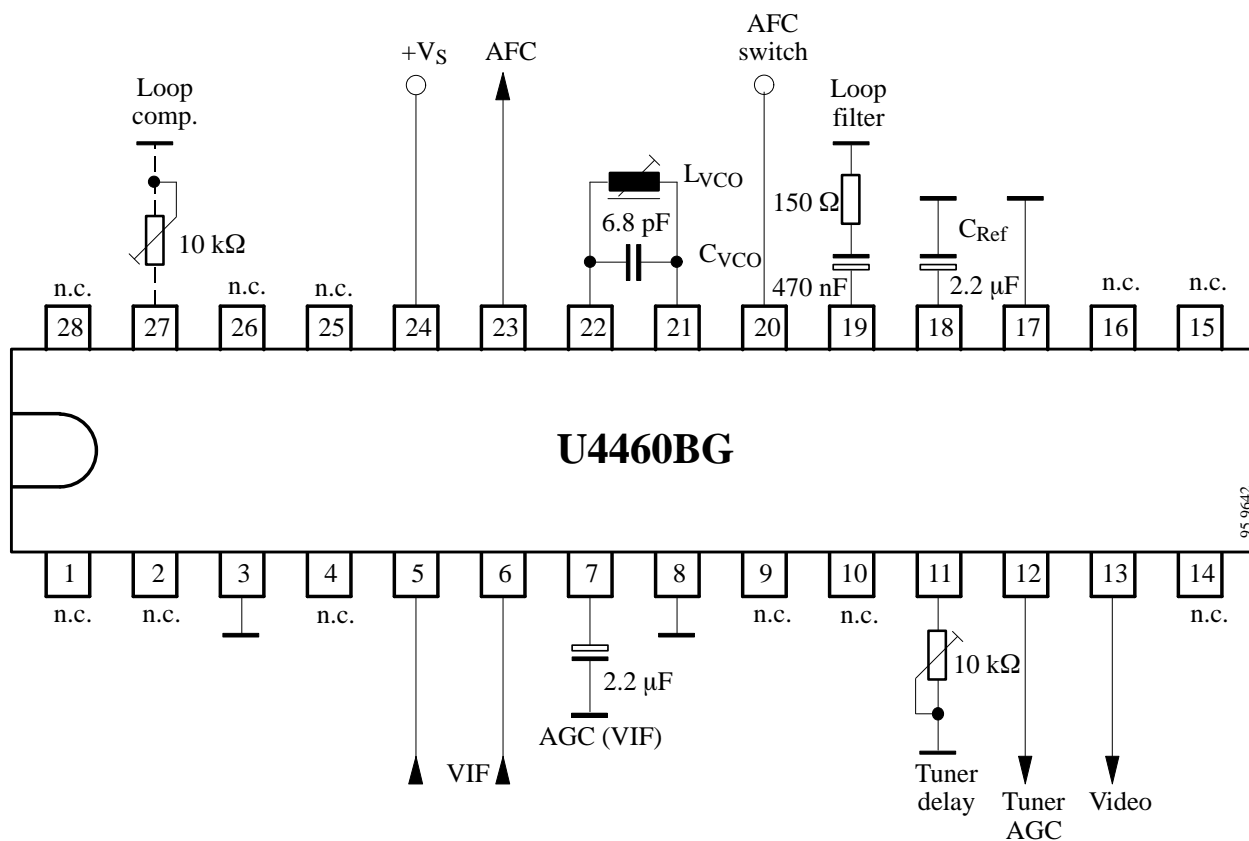 AFC
switch
+VS
AFC
Loop
comp.
Loop
filter
LVCO
150 Ω
6.8 pF
CRef
10 kΩ
CVCO
470 nF
2.2 µF
n.c.
n.c.
n.c.
n.c.
n.c.
28
27
26
25
24
23
22
21
20
19
18
17
16
15
U4460BG
95 9642
1
2
3
4
5
6
7
8
9
10
11
12
13
14
n.c.
n.c.
n.c.
n.c.
n.c.
n.c.
10 kΩ
2.2 µF
AGC (VIF)
VIF
Tuner
delay
Tuner
AGC
Video